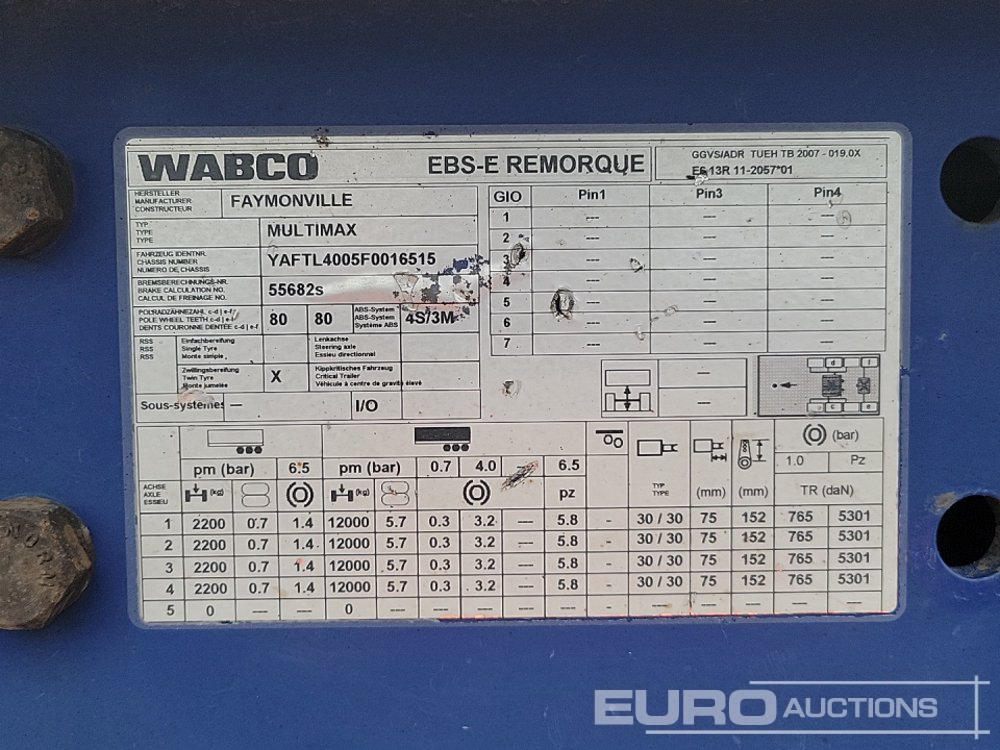 WABCO EBS-E REMORQUE
GGVS/ADR TUEH TB 2007 - 019.0X
E6 13R 11-2057*01
HERSTELLER
MANUFACTURER
CONSTRUCTEUR
FAYMONVILLE
TYP
TYPE
TYPE
MULTIMAX
FAHRZEUG IDENTNR.
CHASSIS NUMBER
NUMERO DE CHASSIS
YAFTL4005F0016515
BREMSBERECHNUNGS-NR.
BRAKE CALCULATION NO.
CALCUL DE FREINAGE NO.
55682s
POLRADZÄHNEZAHL c-d | e-f
POLE WHEEL TEETH c-d | e-f
DENTS COURONNE DENTÉE c-d | e-f
80 80
ABS-System
ABS-System
Système ABS
4S/3M
RSS
RSS
RSS
Einfachbereifung
Single Tyre
Monte simple
Lenkachse
Steering axle
Essieu directionnel
Zwillingsbereifung
Twin Tyre
Monte jumelée
X
Kippkritisches Fahrzeug
Critical Trailer
Véhicule à centre de gravité élevé
Sous-systemes — I/O
GIO Pin1 Pin3 Pin4
1 --- --- ---
2 --- --- ---
3 --- ---
4 --- --- ---
5 --- --- ---
6 --- --- ---
7 --- --- ---
—
—
d f
c e
pm (bar) 6.5 pm (bar) 0.7 4.0 6.5
(bar)
1.0 Pz
ACHSE
AXLE
ESSIEU
(kg) (kg) pz
TYP
TYPE
(mm) (mm) TR (daN)
1 2200 0.7 1.4 12000 5.7 0.3 3.2 --- 5.8 - 30 / 30 75 152 765 5301
2 2200 0.7 1.4 12000 5.7 0.3 3.2 --- 5.8 - 30 / 30 75 152 765 5301
3 2200 0.7 1.4 12000 5.7 0.3 3.2 --- 5.8 - 30 / 30 75 152 765 5301
4 2200 0.7 1.4 12000 5.7 0.3 3.2 --- 5.8 - 30 / 30 75 152 765 5301
5 0 --- --- 0 --- --- --- --- --- - --- --- --- --- ---
EURO AUCTIONS